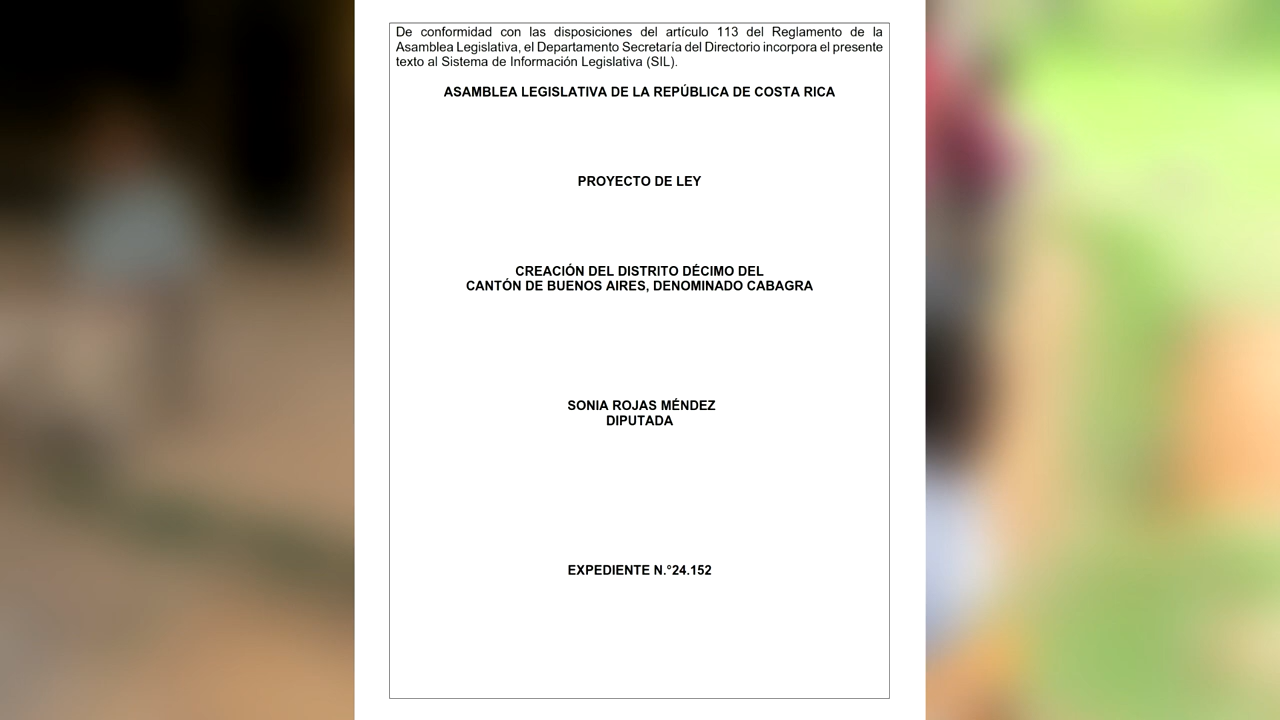 De conformidad con las disposiciones del artículo 113 del Reglamento de la
Asamblea Legislativa, el Departamento Secretaría del Directorio incorpora el presente
texto al Sistema de Información Legislativa (SIL).
ASAMBLEA LEGISLATIVA DE LA REPÚBLICA DE COSTA RICA
PROYECTO DE LEY
CREACIÓN DEL DISTRITO DÉCIMO DEL
CANTÓN DE BUENOS AIRES, DENOMINADO CABAGRA
SONIA ROJAS MÉNDEZ
DIPUTADA
EXPEDIENTE N.°24.152